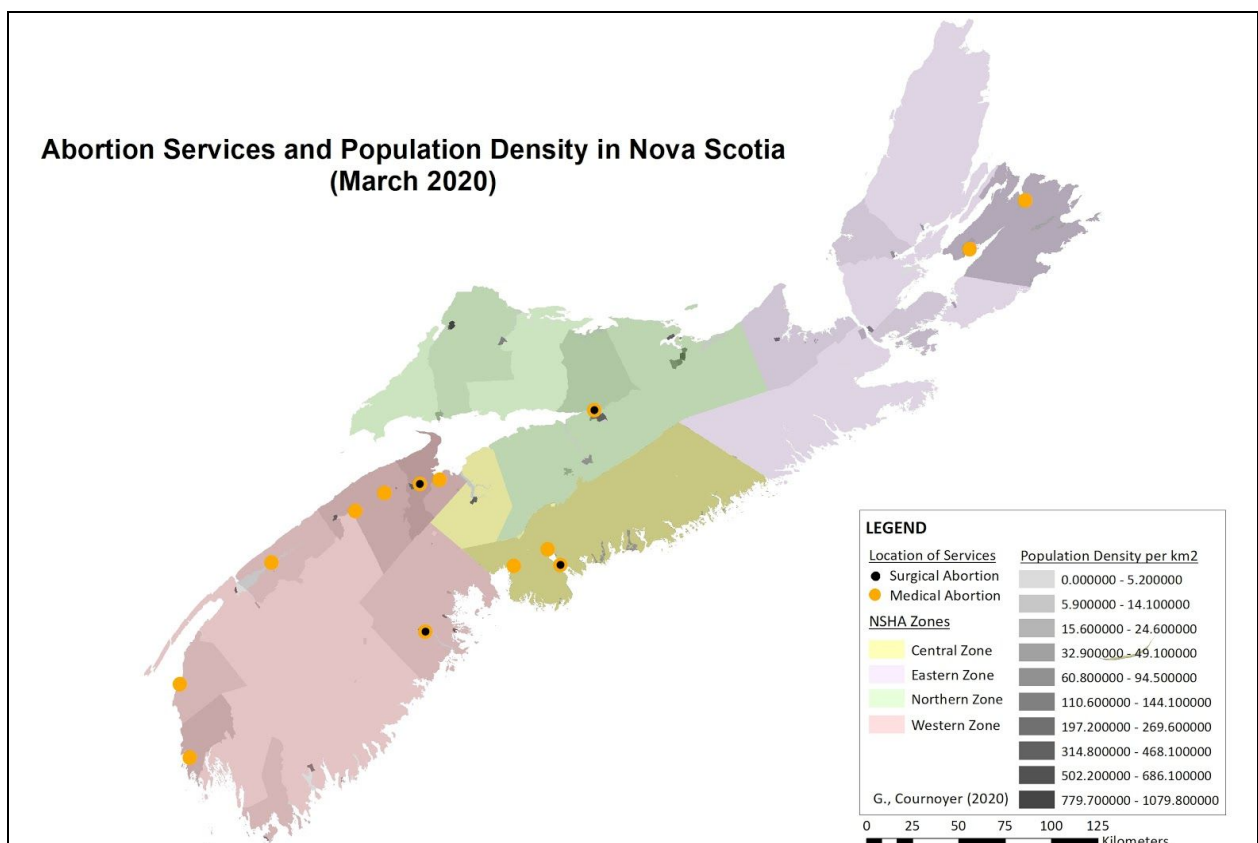 Abortion Services and Population Density in Nova Scotia
(March 2020)
LEGEND
Location of Services
Surgical Abortion
Medical Abortion
NSHA Zones
Central Zone
Eastern Zone
Northern Zone
Western Zone
G., Cournoyer (2020)
Population Density per km2
0.000000 - 5.200000
5.900000 - 14.100000
15.600000 - 24.600000
32.900000 - 49.100000
60.800000 - 94.500000
110.600000 - 144.100000
197.200000 - 269.600000
314.800000 - 468.100000
502.200000 - 686.100000
779.700000 - 1079.800000
0 25 50 75 100 125
Kilometers